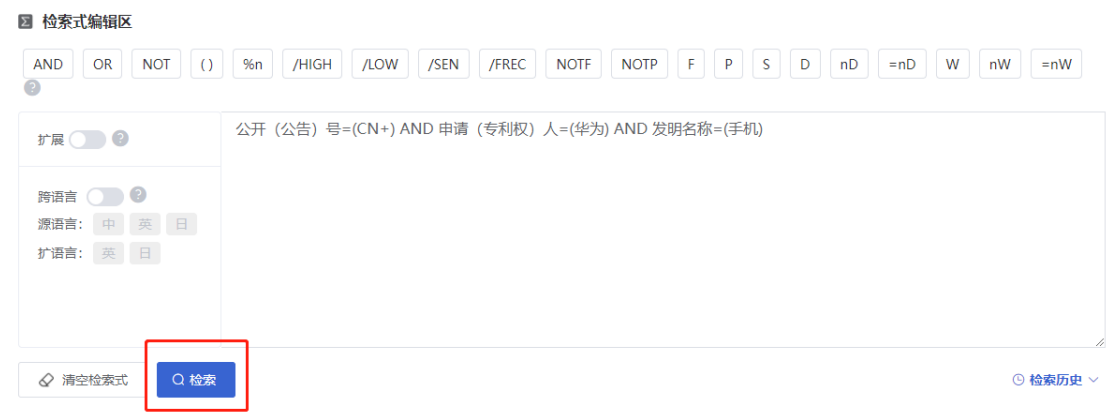 检索式编辑区
AND OR NOT ( ) %n /HIGH /LOW /SEN /FREC NOTF NOTP F P S D nD =nD W nW =nW
?
扩展 ?
公开（公告）号=(CN+) AND 申请（专利权）人=(华为) AND 发明名称=(手机)
跨语言 ?
源语言： 中 英 日
扩语言： 英 日
清空检索式 检索 检索历史